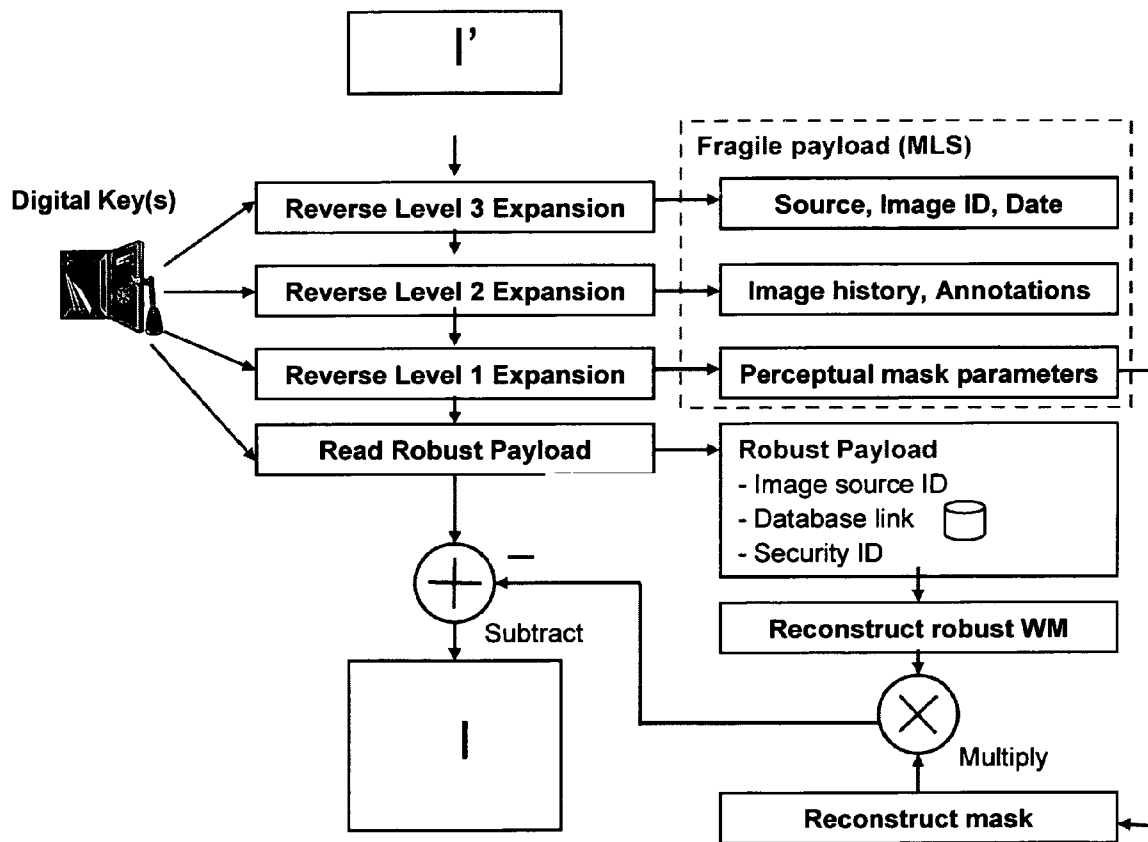 I’
Fragile payload (MLS)
Digital Key(s)
Reverse Level 3 Expansion
Source, Image ID, Date
Reverse Level 2 Expansion
Image history, Annotations
Reverse Level 1 Expansion
Perceptual mask parameters
Read Robust Payload
Robust Payload
- Image source ID
- Database link
- Security ID
Subtract
Reconstruct robust WM
I
Multiply
Reconstruct mask